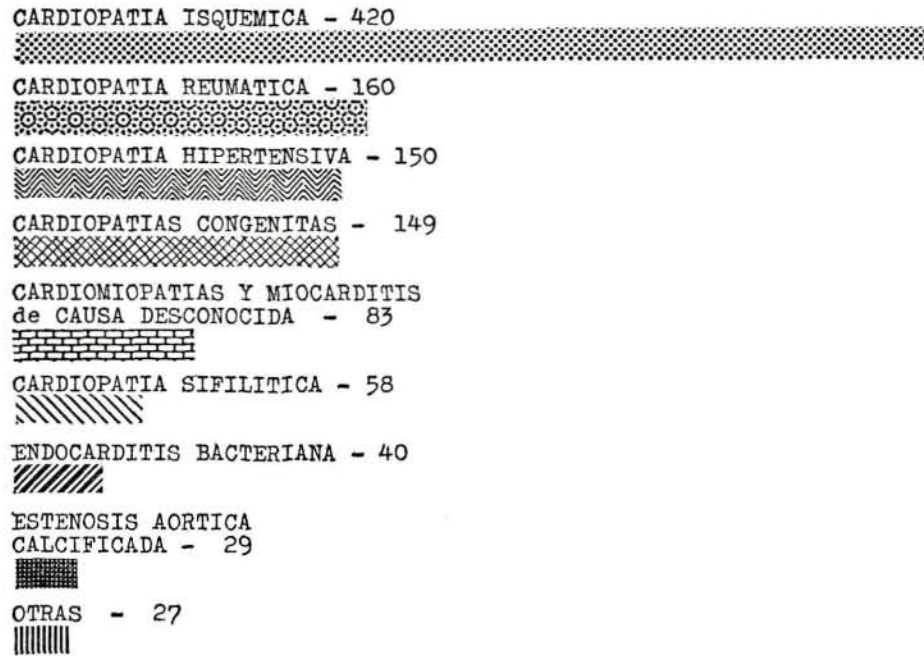 CARDIOPATIA ISQUEMICA - 420
CARDIOPATIA REUMATICA - 160
CARDIOPATIA HIPERTENSIVA - 150
CARDIOPATIAS CONGENITAS - 149
CARDIOMIOPATIAS Y MIOCARDITIS
de CAUSA DESCONOCIDA - 83
CARDIOPATIA SIFILITICA - 58
ENDOCARDITIS BACTERIANA - 40
ESTENOSIS AORTICA
CALCIFICADA - 29
OTRAS - 27